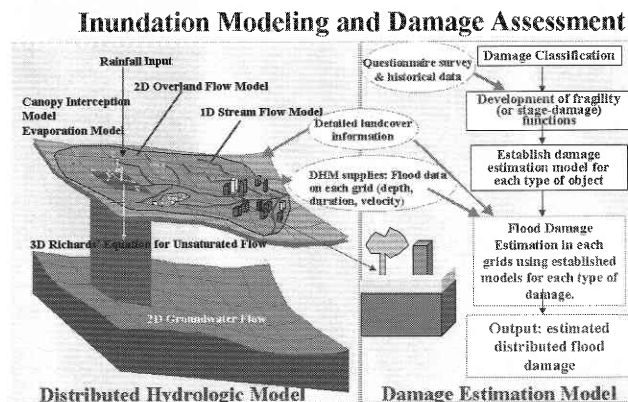 Inundation Modeling and Damage Assessment
Rainfall Input
2D Overland Flow Model
Canopy Interception
Model
Evaporation Model
1D Stream Flow Model
3D Richards' Equation for Unsaturated Flow
2D Groundwater Flow
Distributed Hydrologic Model
Questionnaire survey
& historical data
Detailed landcover
information
DHM supplies: Flood data
on each grid (depth,
duration, velocity)
Damage Classification
Development of fragility
(or stage-damage)
functions
Establish damage
estimation model for
each type of object
Flood Damage
Estimation in each
grids using established
models for each type of
damage.
Output: estimated
distributed flood
damage
Damage Estimation Model